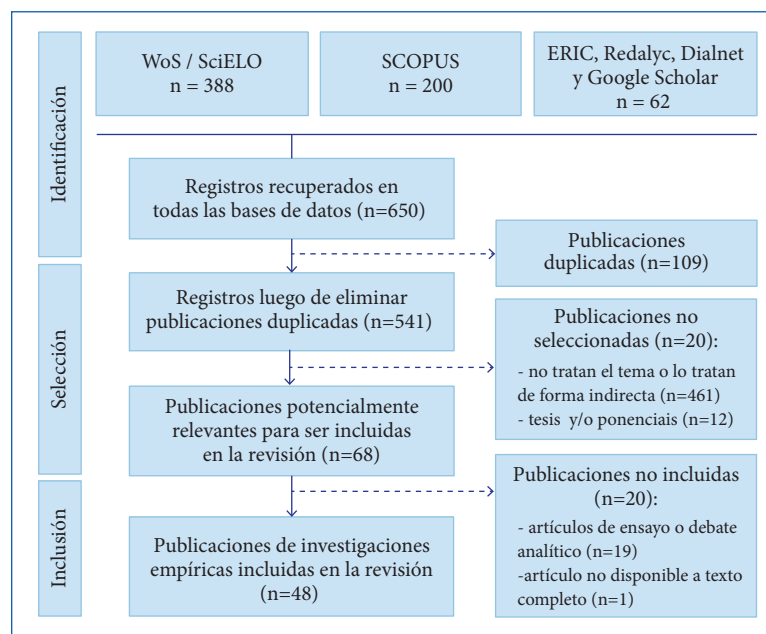 Identificación
WoS / SciELO
n = 388
SCOPUS
n = 200
ERIC, Redalyc, Dialnet
y Google Scholar
n = 62
Registros recuperados en
todas las bases de datos (n=650)
Publicaciones
duplicadas (n=109)
Selección
Registros luego de eliminar
publicaciones duplicadas (n=541)
Publicaciones no
seleccionadas (n=20):
- no tratan el tema o lo tratan
de forma indirecta (n=461)
- tesis y/o ponenciais (n=12)
Publicaciones potencialmente
relevantes para ser incluidas
en la revisión (n=68)
Inclusión
Publicaciones no incluidas
(n=20):
- artículos de ensayo o debate
analítico (n=19)
-artículo no disponible a texto
completo (n=1)
Publicaciones de investigaciones
empíricas incluidas en la revisión
(n=48)